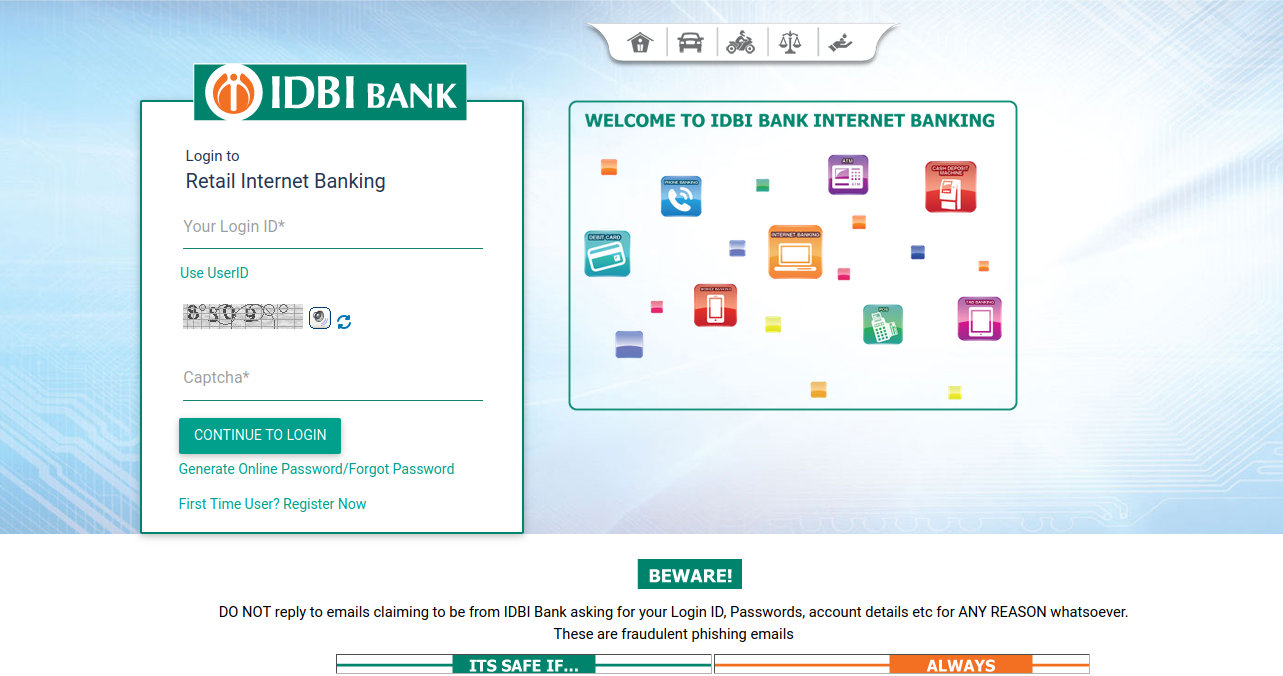 IDBI BANK
Login to
Retail Internet Banking
Your Login ID*
Use UserID
Captcha*
CONTINUE TO LOGIN
Generate Online Password/Forgot Password
First Time User? Register Now
WELCOME TO IDBI BANK INTERNET BANKING
ATM
ATM
CASH DEPOSIT
MACHINE
PHONE BANKING
DEBIT CARD
INTERNET BANKING
MOBILE BANKING
POS
TAB BANKING
BEWARE!
DO NOT reply to emails claiming to be from IDBI Bank asking for your Login ID, Passwords, account details etc for ANY REASON whatsoever.
These are fraudulent phishing emails
ITS SAFE IF...
ALWAYS